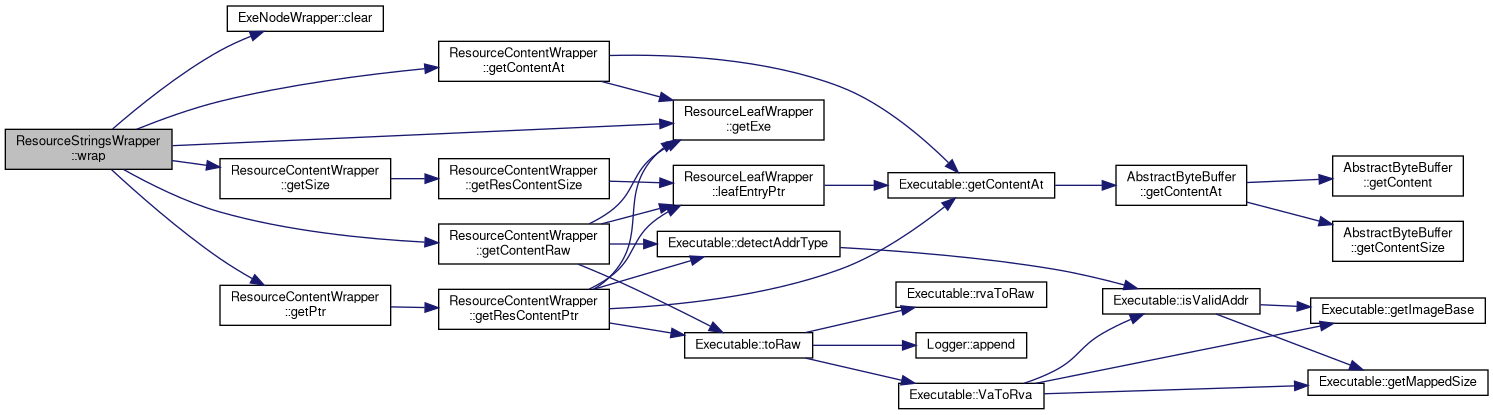 ResourceStringsWrapper
::wrap
ExeNodeWrapper::clear
ResourceContentWrapper
::getContentAt
ResourceContentWrapper
::getSize
ResourceContentWrapper
::getContentRaw
ResourceContentWrapper
::getPtr
ResourceContentWrapper
::getResContentSize
ResourceContentWrapper
::getResContentPtr
ResourceLeafWrapper
::getExe
ResourceLeafWrapper
::leafEntryPtr
Executable::detectAddrType
Executable::toRaw
Executable::getContentAt
Executable::rvaToRaw
Logger::append
Executable::VaToRva
AbstractByteBuffer
::getContentAt
Executable::isValidAddr
AbstractByteBuffer
::getContent
AbstractByteBuffer
::getContentSize
Executable::getImageBase
Executable::getMappedSize